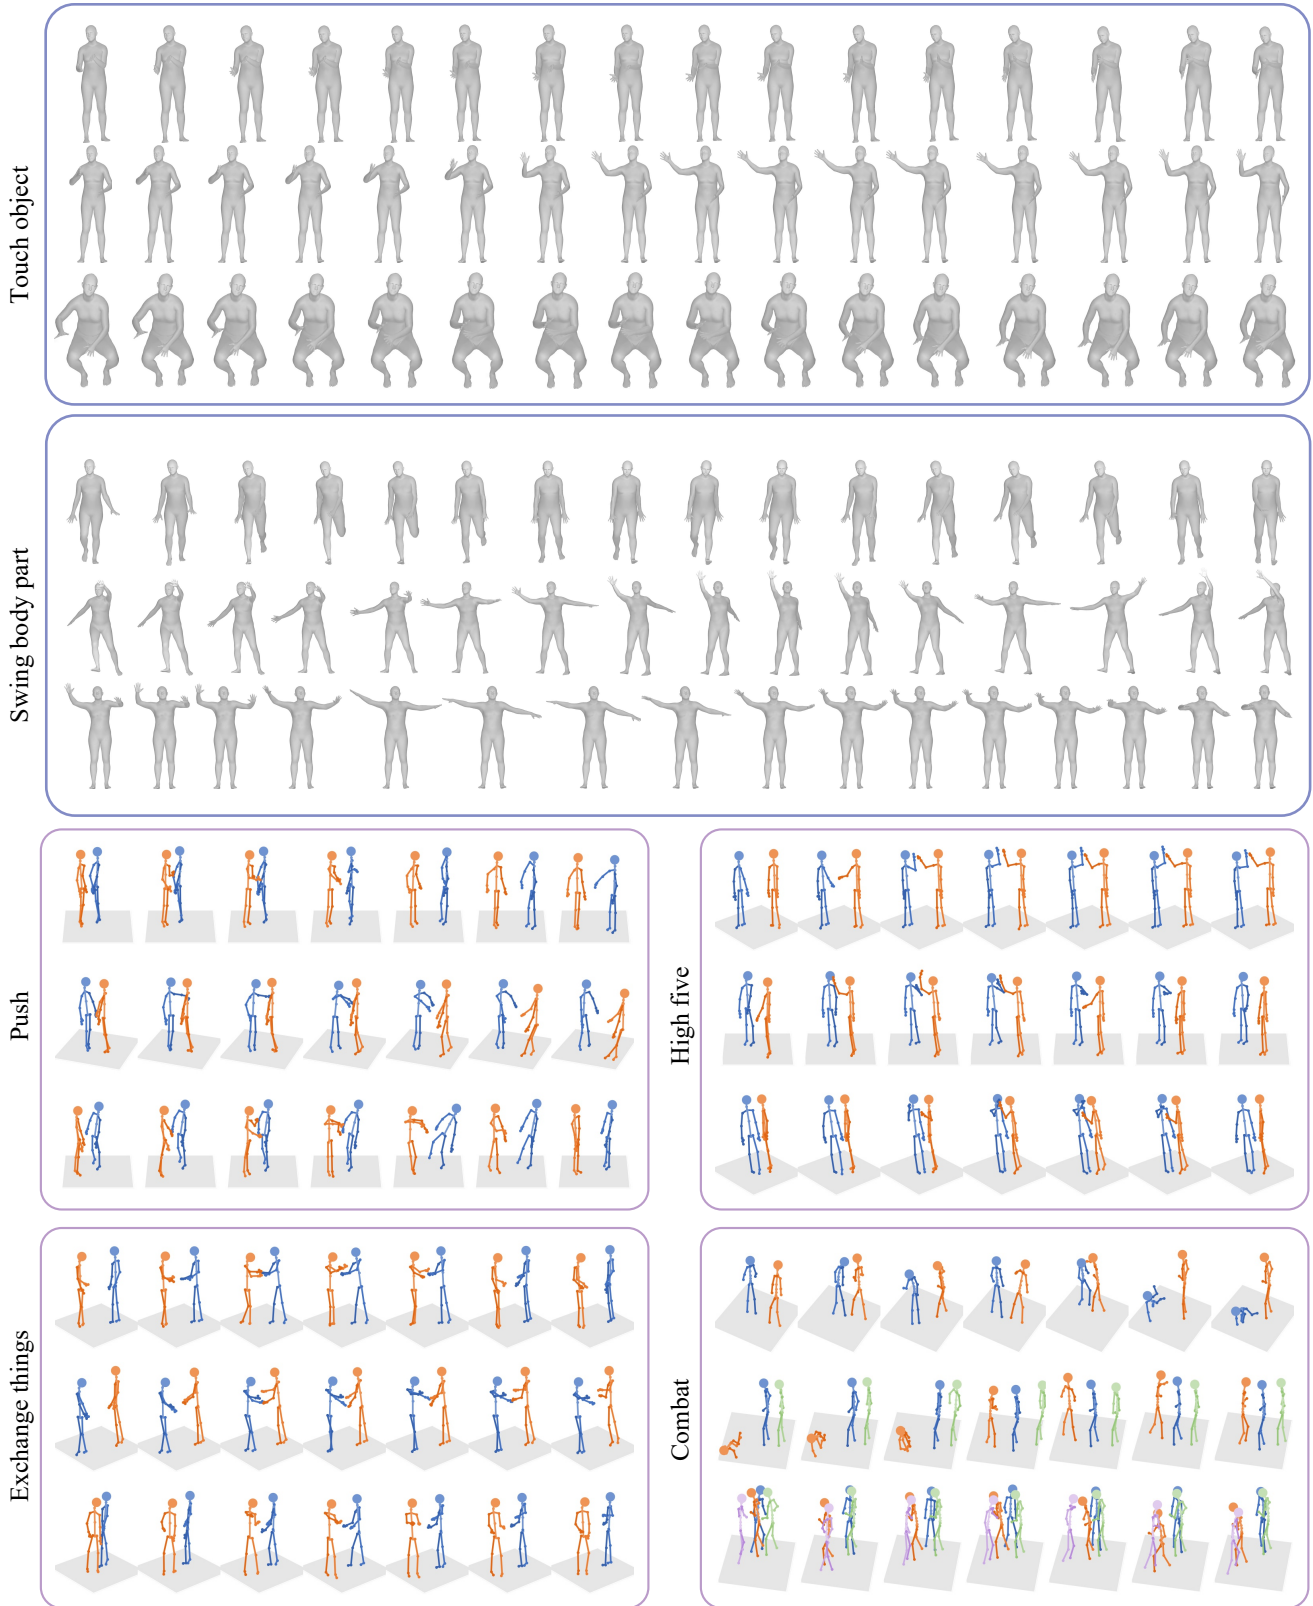 Touch object
Swing body part
Push
High five
Exchange things
Combat